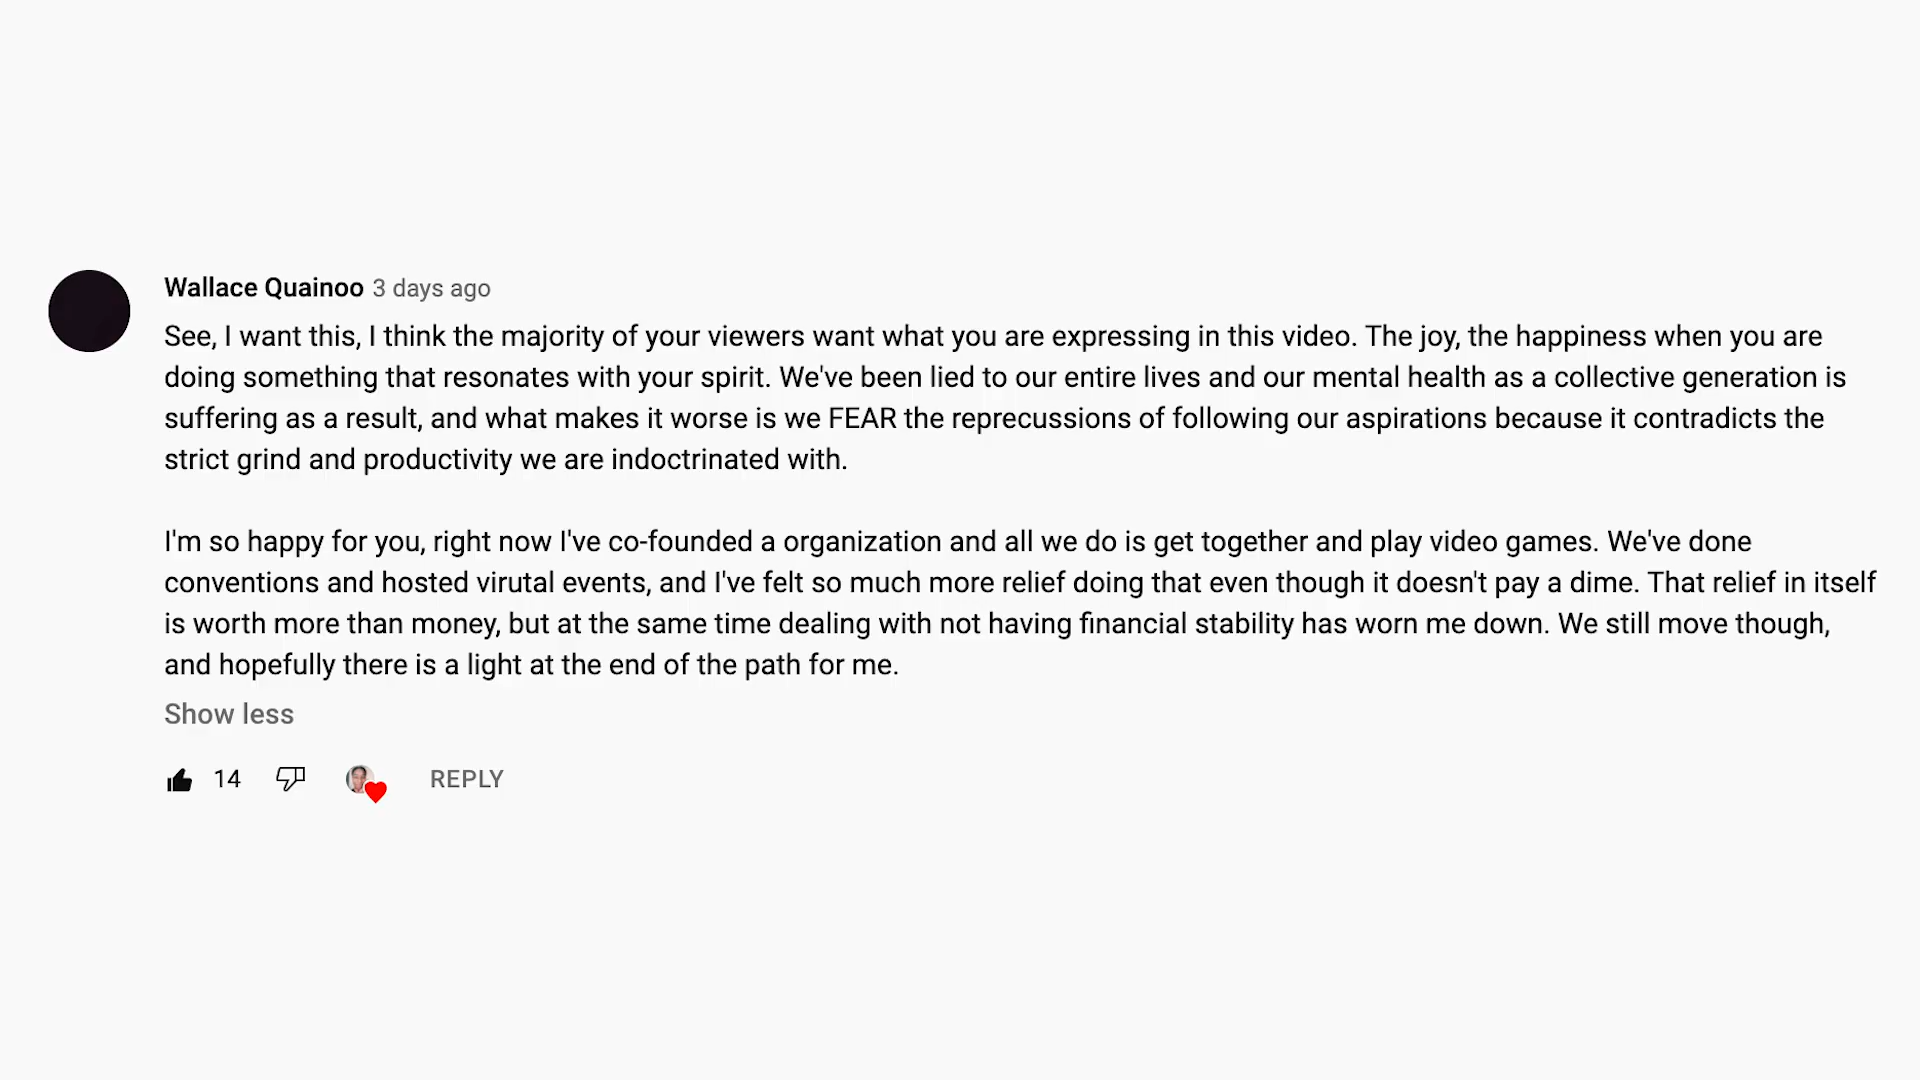 Wallace Quainoo 3 days ago
See, I want this, I think the majority of your viewers want what you are expressing in this video. The joy, the happiness when you are
doing something that resonates with your spirit. We've been lied to our entire lives and our mental health as a collective generation is
suffering as a result, and what makes it worse is we FEAR the reprecussions of following our aspirations because it contradicts the
strict grind and productivity we are indoctrinated with.
I'm so happy for you, right now I've co-founded a organization and all we do is get together and play video games. We've done
conventions and hosted virutal events, and I've felt so much more relief doing that even though it doesn't pay a dime. That relief in itself
is worth more than money, but at the same time dealing with not having financial stability has worn me down. We still move though,
and hopefully there is a light at the end of the path for me.
Show less
14 REPLY